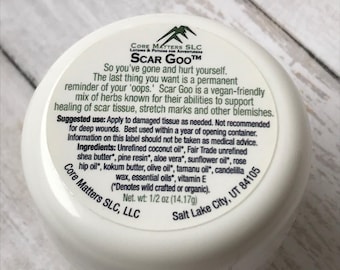 CORE MATTERS SLC
LOTIONS & POTIONS FOR ADVENTURERS
SCAR GOO™
So you've gone and hurt yourself.
The last thing you want is a permanent
reminder of your 'oops.' Scar Goo is a vegan-friendly
mix of herbs known for their abilities to support
healing of scar tissue, stretch marks and other blemishes.
Suggested use: Apply to damaged tissue as needed. Not recommended
for deep wounds. Best used within a year of opening container.
Information on this label should not be taken as medical advice.
Ingredients: Unrefined coconut oil*, Fair Trade unrefined
shea butter*, pine resin*, aloe vera*, sunflower oil*, rose
hip oil*, kokum butter, olive oil*, tamanu oil*, candelilla
wax, essential oils*, vitamin E
(*Denotes wild crafted or organic).
Net. wt: 1/2 oz (14.17g)
Core Matters SLC, LLC
Salt Lake City, UT 84105